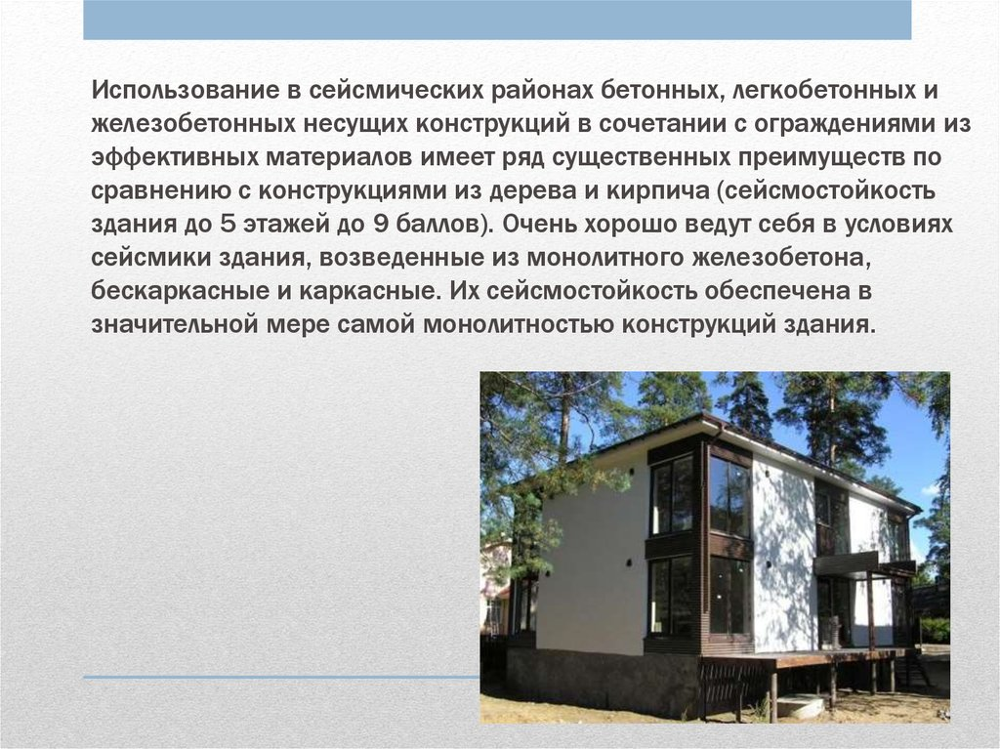 Использование в сейсмических районах бетонных, легкобетонных и
железобетонных несущих конструкций в сочетании с ограждениями из
эффективных материалов имеет ряд существенных преимуществ по
сравнению с конструкциями из дерева и кирпича (сейсмостойкость
здания до 5 этажей до 9 баллов). Очень хорошо ведут себя в условиях
сейсмики здания, возведенные из монолитного железобетона,
бескаркасные и каркасные. Их сейсмостойкость обеспечена в
значительной мере самой монолитностью конструкций здания.